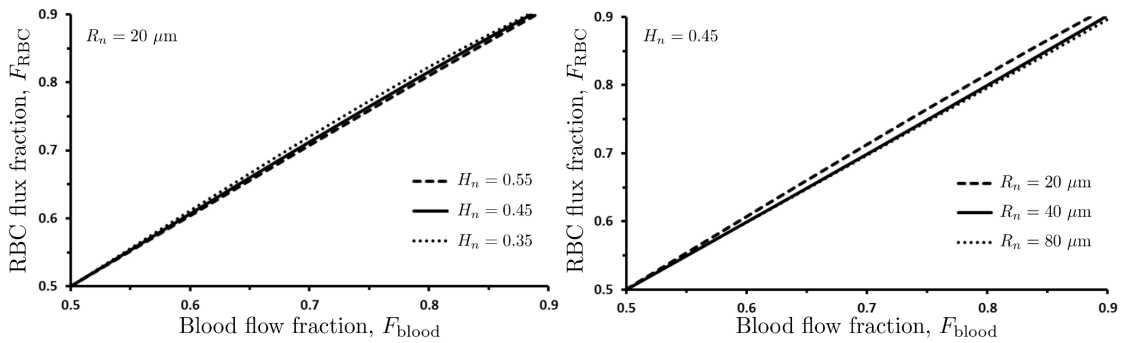 0.9
0.8
0.7
0.6
0.5
RBC flux fraction, F_RBC
R_n = 20 μm
H_n = 0.55
H_n = 0.45
H_n = 0.35
0.5 0.6 0.7 0.8 0.9
Blood flow fraction, F_blood
0.9
0.8
0.7
0.6
0.5
RBC flux fraction, F_RBC
H_n = 0.45
R_n = 20 μm
R_n = 40 μm
R_n = 80 μm
0.5 0.6 0.7 0.8 0.9
Blood flow fraction, F_blood